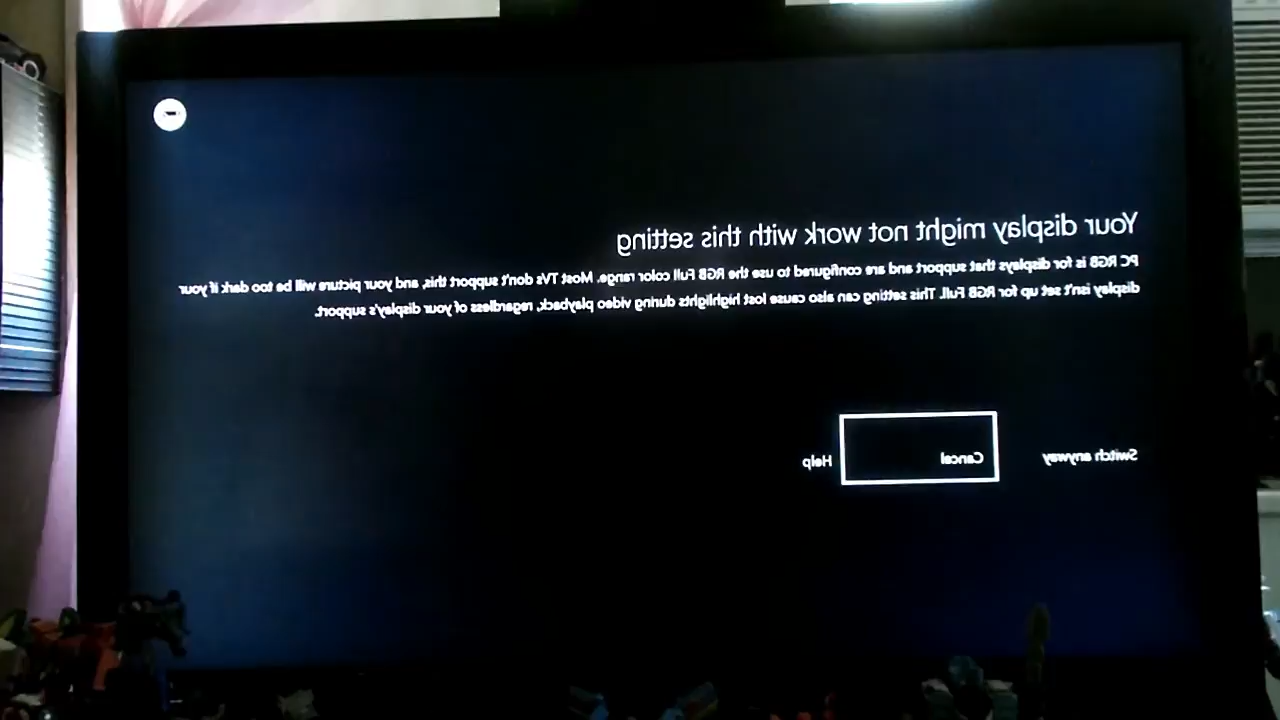 Your display might not work with this setting
PC RGB is for displays that support and are configured to use the RGB Full color range. Most TVs don't support this, and your picture will be too dark if your
display isn't set up for RGB Full. This setting can also cause lost highlights during video playback, regardless of your display's support.
Switch anyway
Cancel
Help